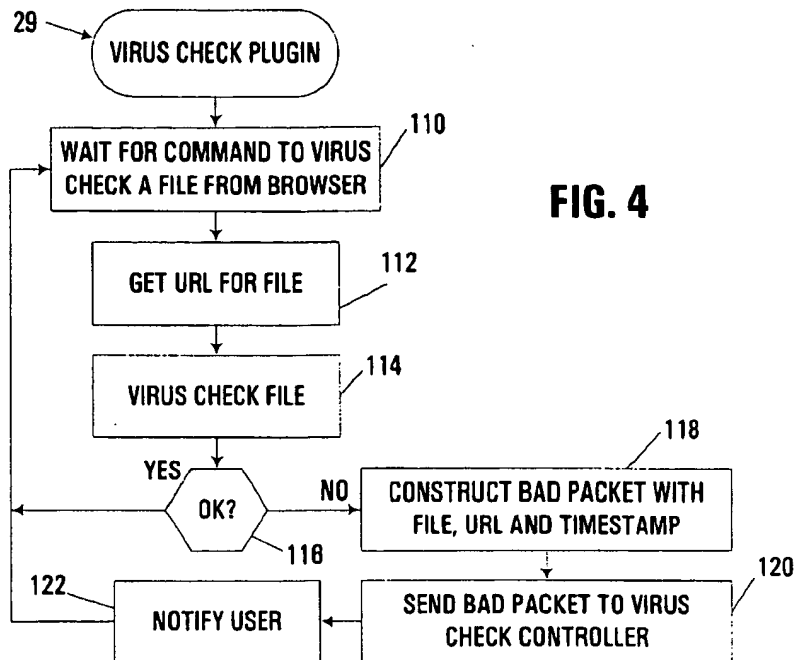 29
VIRUS CHECK PLUGIN
110
WAIT FOR COMMAND TO VIRUS
CHECK A FILE FROM BROWSER
FIG. 4
112
GET URL FOR FILE
114
VIRUS CHECK FILE
118
YES
OK?
NO
116
CONSTRUCT BAD PACKET WITH
FILE, URL AND TIMESTAMP
120
122
NOTIFY USER
SEND BAD PACKET TO VIRUS
CHECK CONTROLLER